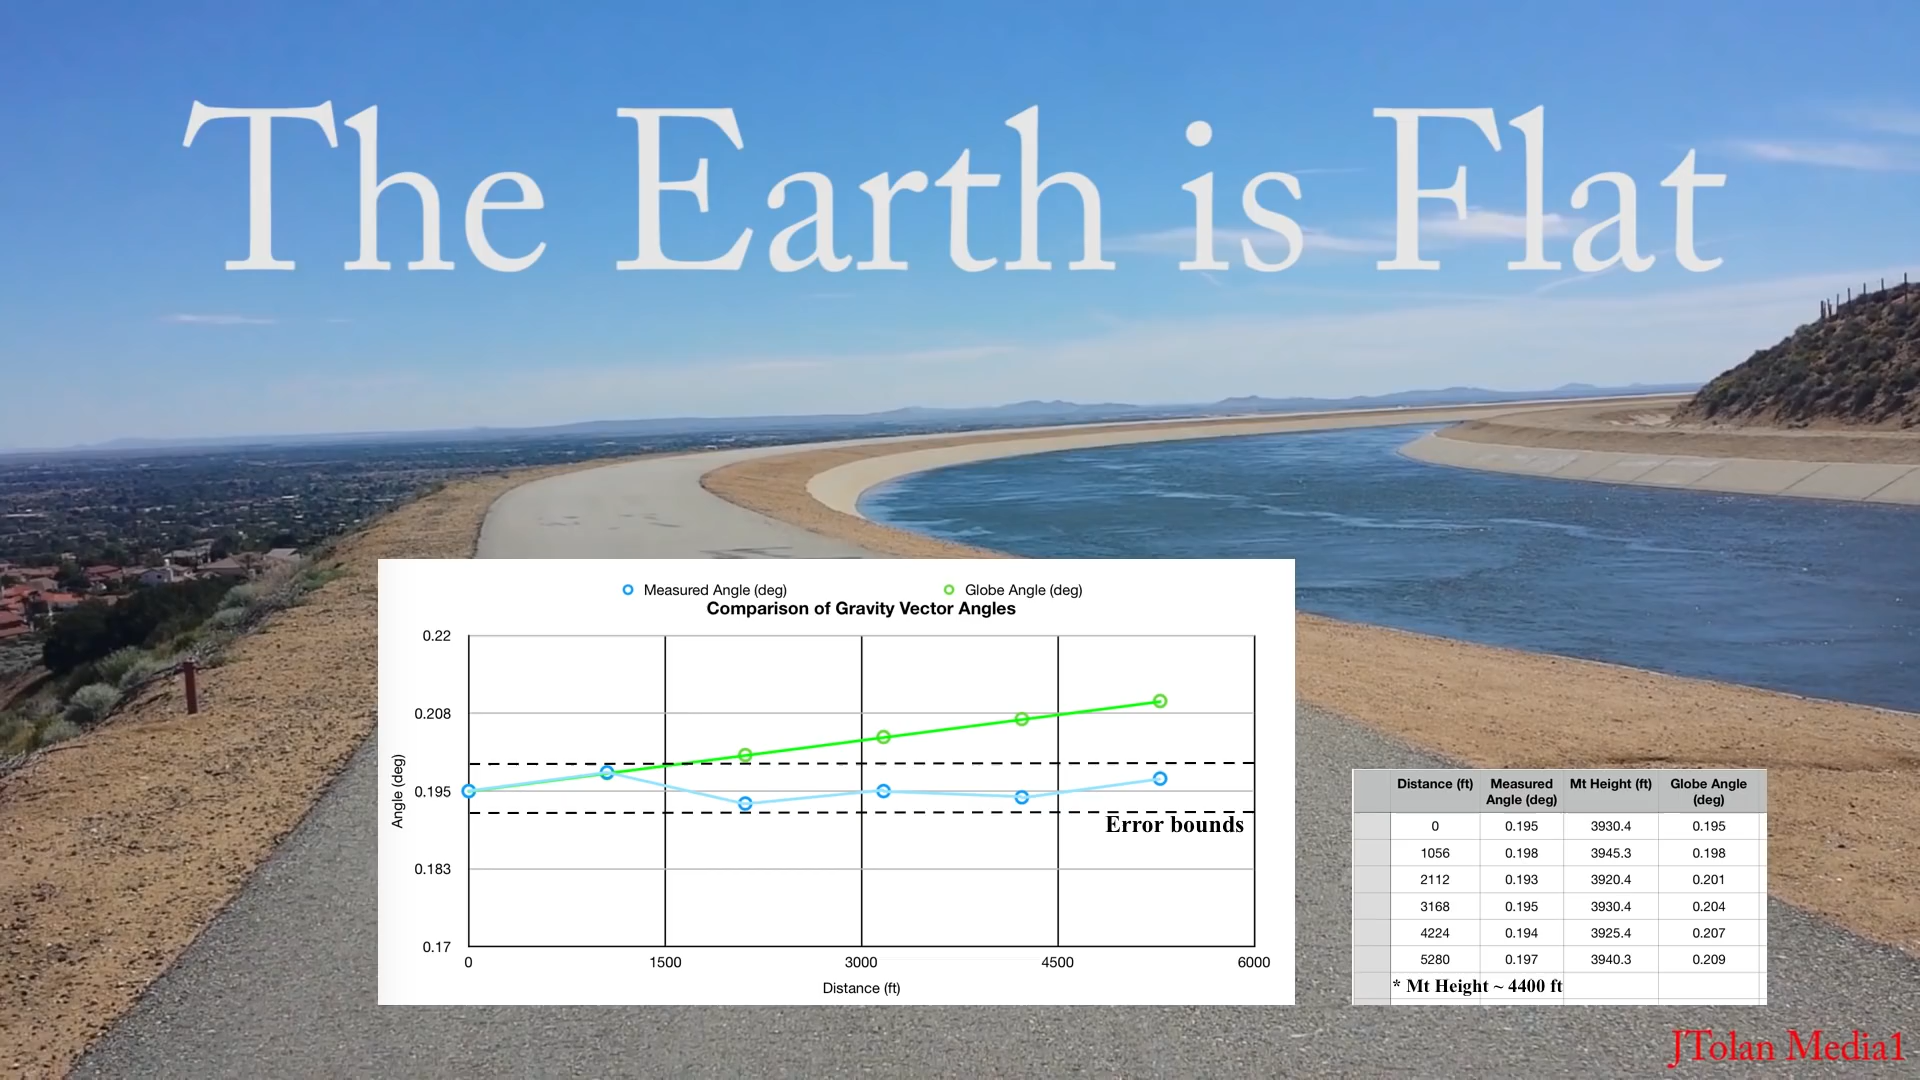 The Earth is Flat
Measured Angle (deg) Globe Angle (deg)
Comparison of Gravity Vector Angles
0.22
0.208
0.195
0.183
0.17
Angle (deg)
Error bounds
0 1500 3000 4500 6000
Distance (ft)
Distance (ft) Measured Angle (deg) Mt Height (ft) Globe Angle (deg)
0 0.195 3930.4 0.195
1056 0.198 3945.3 0.198
2112 0.193 3920.4 0.201
3168 0.195 3930.4 0.204
4224 0.194 3925.4 0.207
5280 0.197 3940.3 0.209
* Mt Height ~ 4400 ft
JTolan Media1